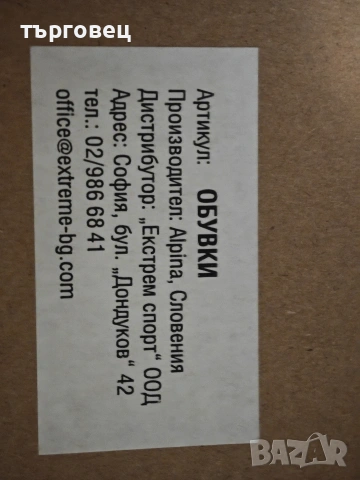 търговец
Артикул: ОБУВКИ
Производител: Alpina, Словения
Дистрибутор: „Екстрем спорт“ ООД
Адрес: София, бул. „Дондуков“ 42
тел.: 02/986 68 41
office@extreme-bg.com
BAZAR